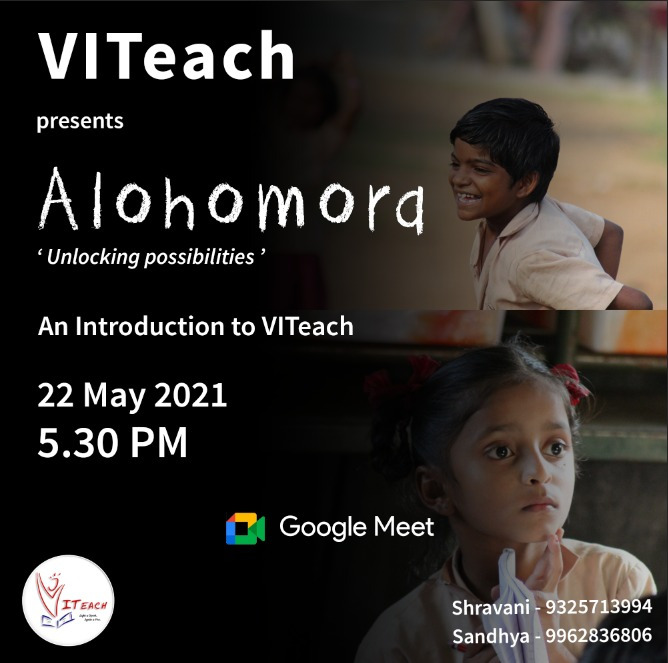 VITeach
presents
Alohomora
‘ Unlocking possibilities ’
An Introduction to VITeach
22 May 2021
5.30 PM
Google Meet
VITEACH
Shravani - 9325713994
Sandhya - 9962836806